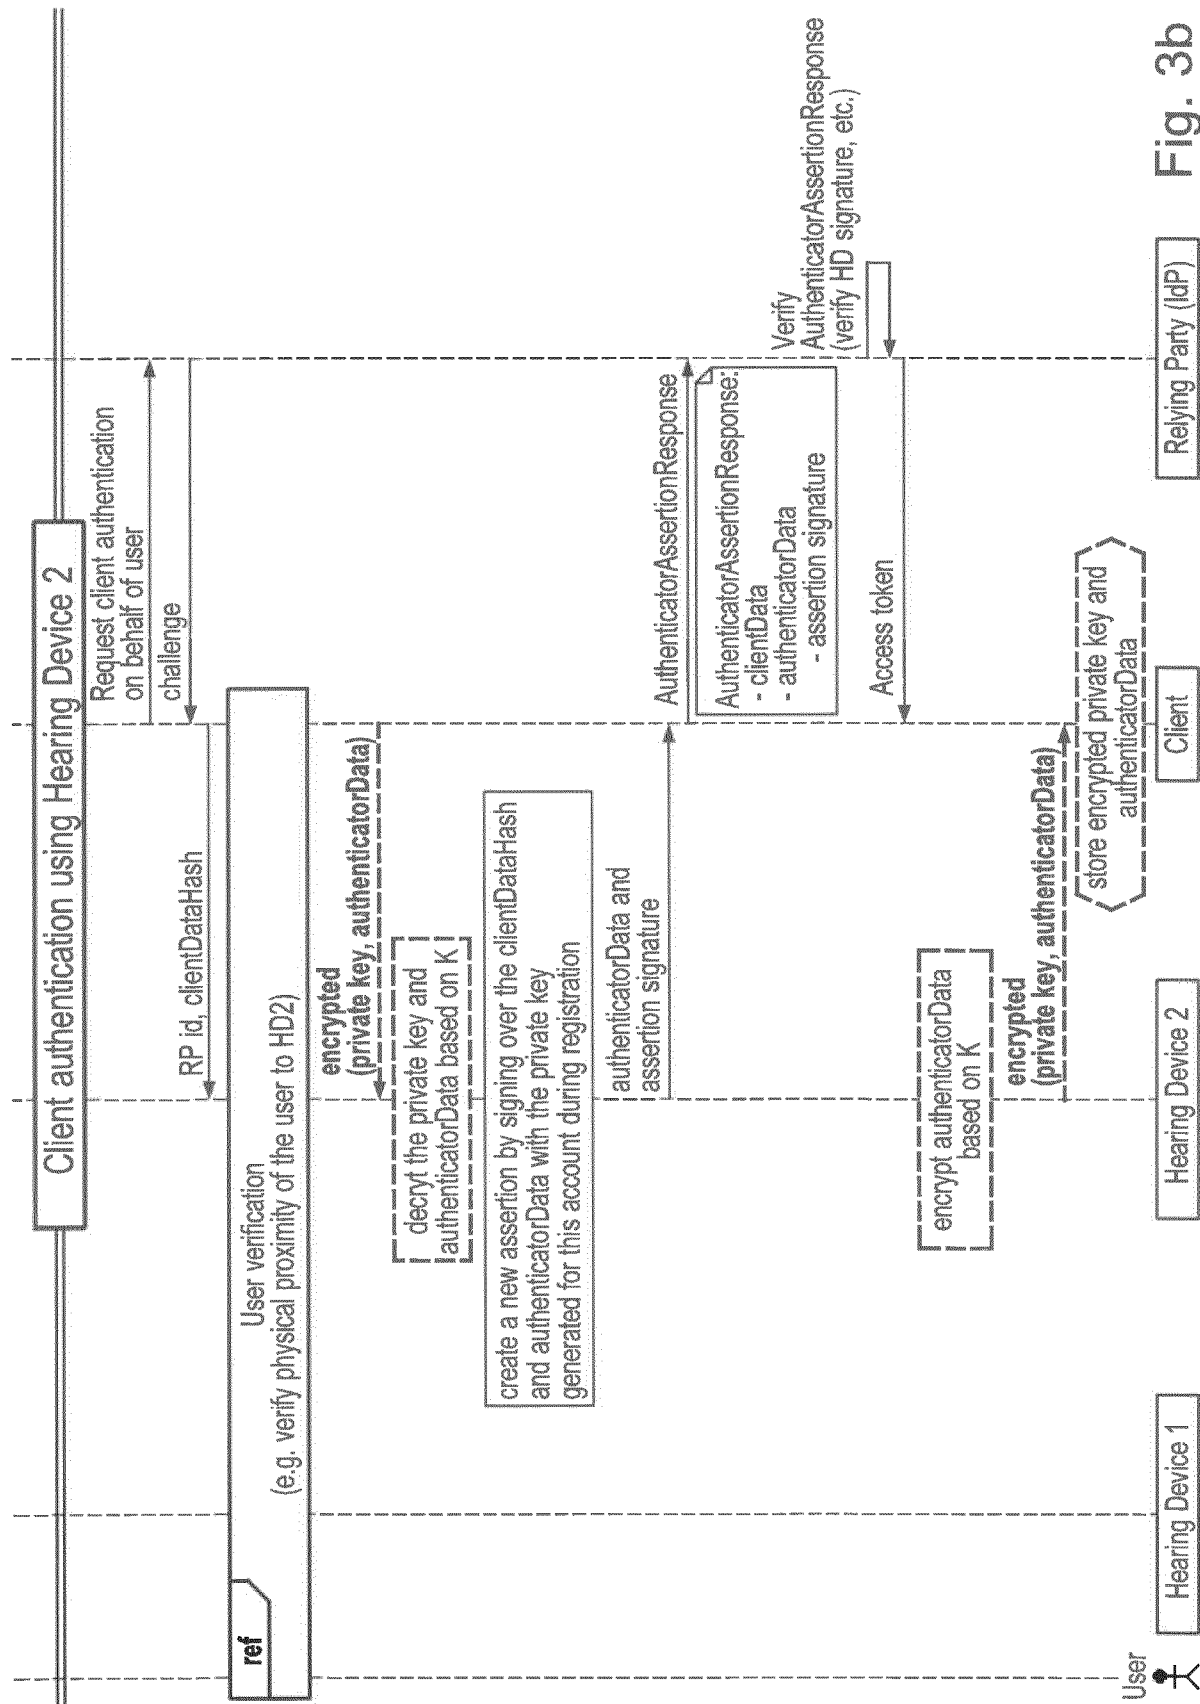 Client authentication using Hearing Device 2
Request client authentication
on behalf of user
challenge
RP id, clientDataHash
ref
User verification
(e.g. verify physical proximity of the user to HD2)
encrypted
(private key, authenticatorData)
decrypt the private key and
authenticatorData based on K
create a new assertion by signing over the clientDataHash
and authenticatorData with the private key
generated for this account during registration
authenticatorData and
assertion signature
AuthenticatorAssertionResponse
AuthenticatorAssertionResponse:
- clientData
- authenticatorData
- assertion signature
Verify
AuthenticatorAssertionResponse
(verify HD signature, etc.)
Access token
encrypt authenticatorData
based on K
encrypted
(private key, authenticatorData)
store encrypted private key and
authenticatorData
User
Hearing Device 1
Hearing Device 2
Client
Relying Party (IdP)
Fig. 3b